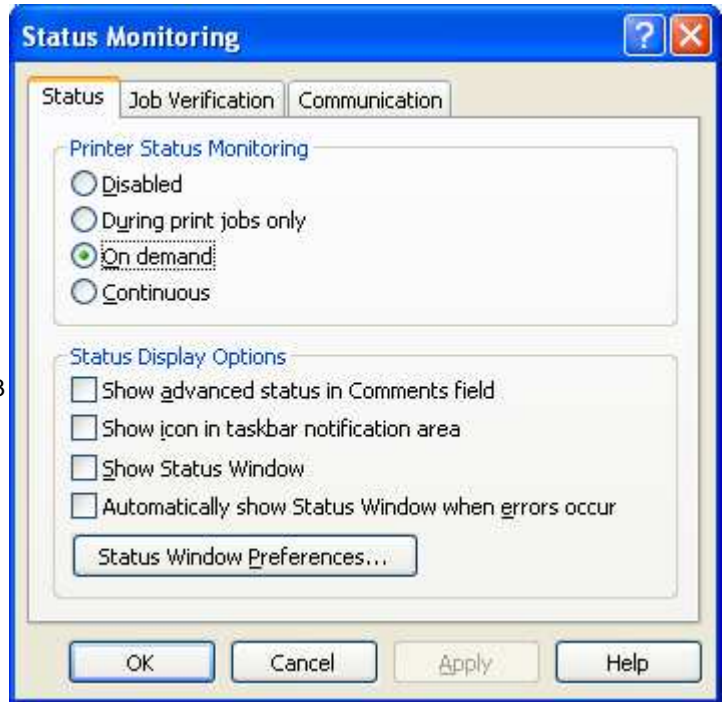 Status Monitoring
Status Job Verification Communication
Printer Status Monitoring
Disabled
During print jobs only
On demand
Continuous
Status Display Options
Show advanced status in Comments field
Show icon in taskbar notification area
Show Status Window
Automatically show Status Window when errors occur
Status Window Preferences...
OK Cancel Apply Help